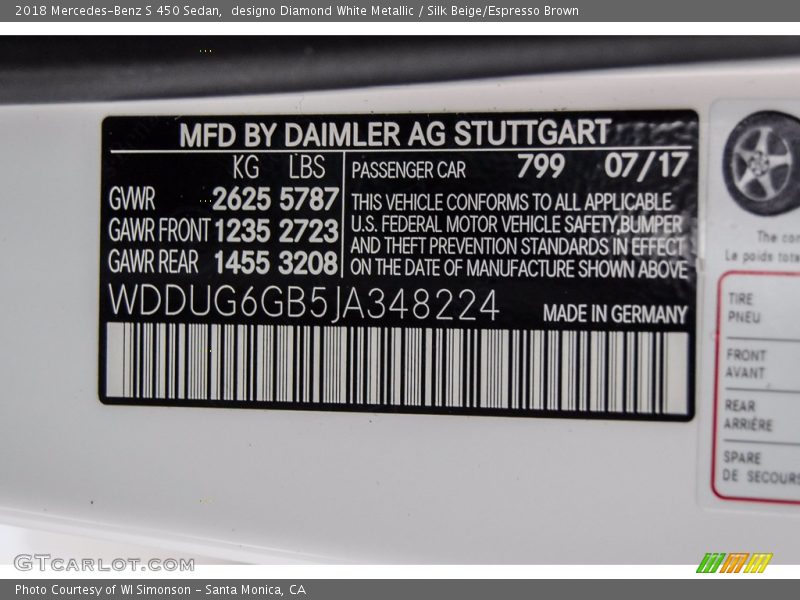 2018 Mercedes-Benz S 450 Sedan,  designo Diamond White Metallic / Silk Beige/Espresso Brown
MFD BY DAIMLER AG STUTTGART
KG LBS
GVWR 2625 5787
GAWR FRONT 1235 2723
GAWR REAR 1455 3208
PASSENGER CAR 799 07/17
THIS VEHICLE CONFORMS TO ALL APPLICABLE
U.S. FEDERAL MOTOR VEHICLE SAFETY,BUMPER
AND THEFT PREVENTION STANDARDS IN EFFECT
ON THE DATE OF MANUFACTURE SHOWN ABOVE
WDDUG6GB5JA348224 MADE IN GERMANY
The
Le poids
TIRE
PNEU
FRONT
AVANT
REAR
ARRIÈRE
SPARE
DE SECOURS
GTCARLOT.COM
Photo Courtesy of WI Simonson - Santa Monica, CA